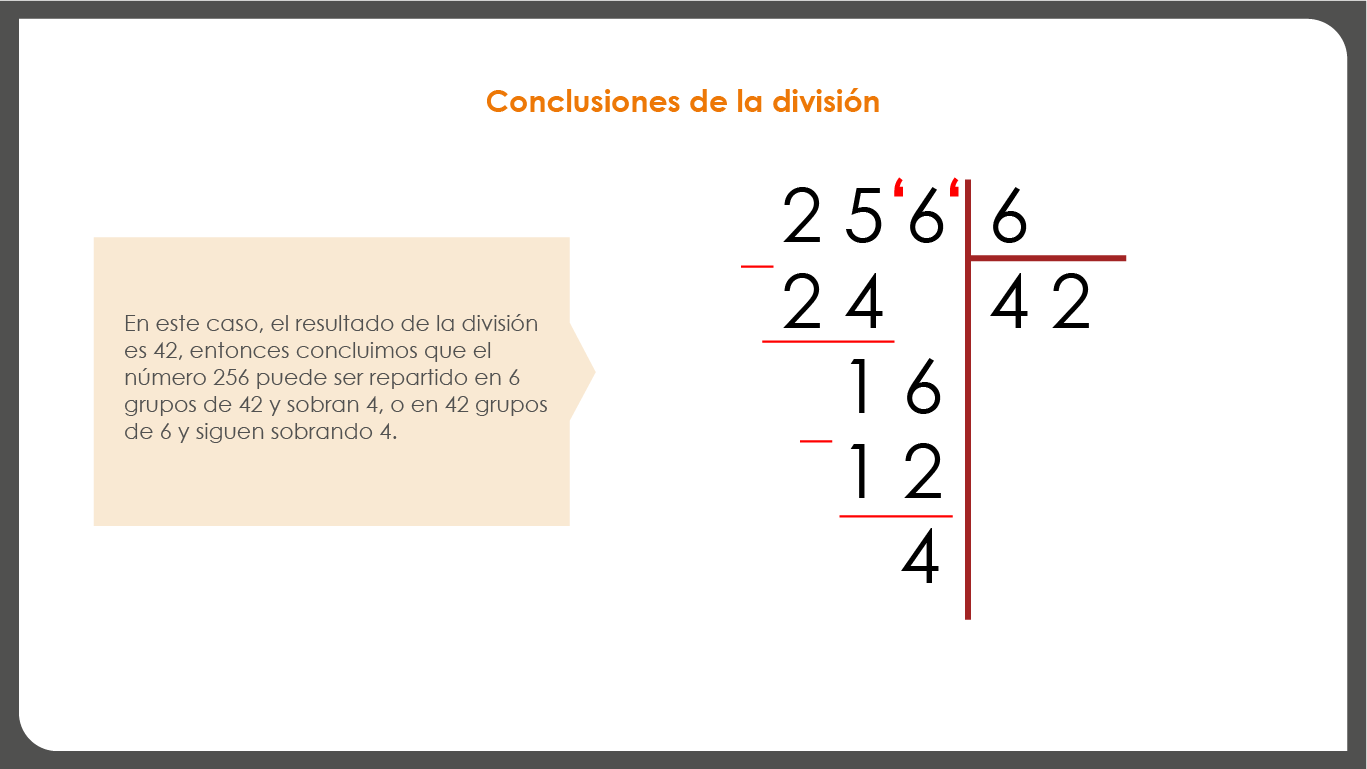 Conclusiones de la división
En este caso, el resultado de la división
es 42, entonces concluimos que el
número 256 puede ser repartido en 6
grupos de 42 y sobran 4, o en 42 grupos
de 6 y siguen sobrando 4.
2 5‘6‘ 6
— 2 4 4 2
1 6
— 1 2
4